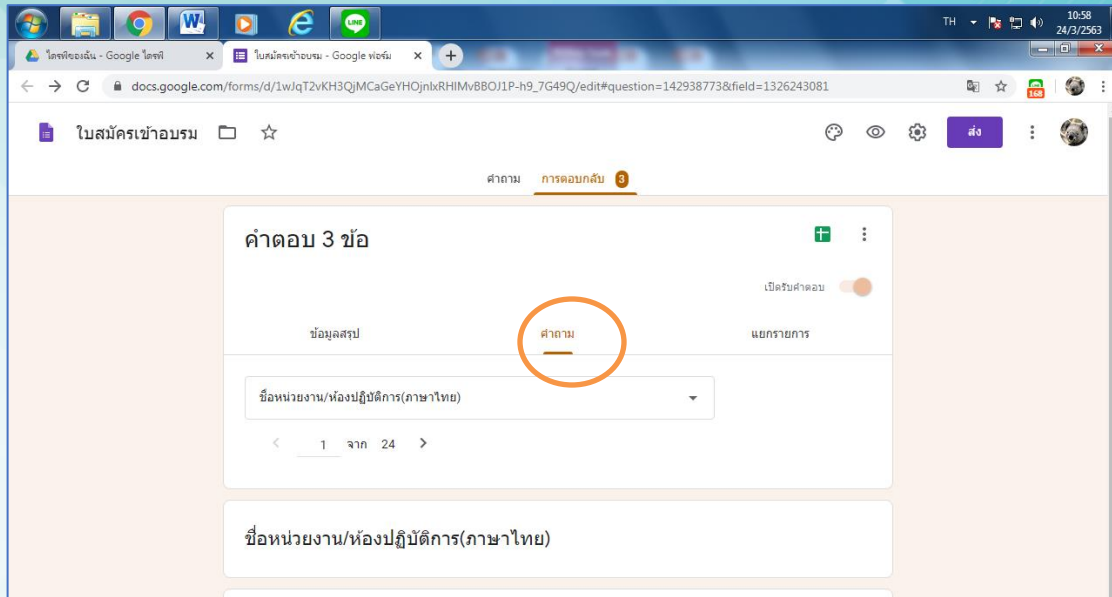 TH
10:58
24/3/2563
ไดรฟ์ของฉัน - Google ไดรฟ์
ใบสมัครเข้าอบรม - Google ฟอร์ม
docs.google.com/forms/d/1wJqT2vKH3QjMCaGeYHOjnlxRHIMvBBOJ1P-h9_7G49Q/edit#question=1429387738&field=1326243081
168
ใบสมัครเข้าอบรม
ส่ง
คำถาม การตอบกลับ 3
คำตอบ 3 ข้อ
เปิดรับคำตอบ
ข้อมูลสรุป คำถาม แยกรายการ
ชื่อหน่วยงาน/ห้องปฏิบัติการ(ภาษาไทย)
1 จาก 24
ชื่อหน่วยงาน/ห้องปฏิบัติการ(ภาษาไทย)